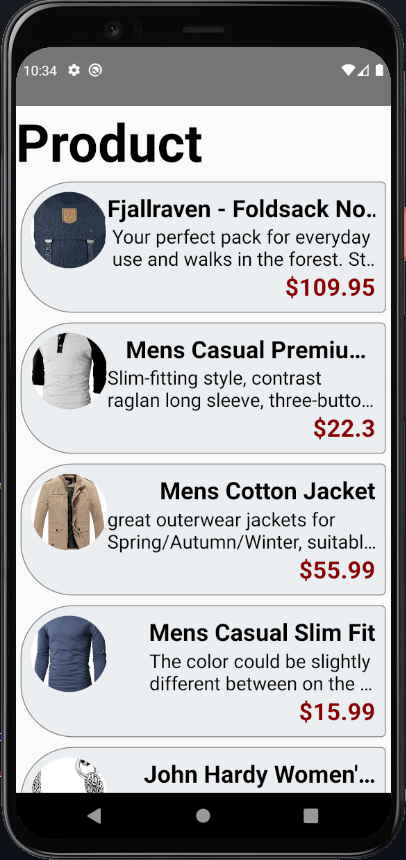 10:34
Product
Fjallraven - Foldsack No..
Your perfect pack for everyday
use and walks in the forest. St..
$109.95
Mens Casual Premiu...
Slim-fitting style, contrast
raglan long sleeve, three-butto...
$22.3
Mens Cotton Jacket
great outerwear jackets for
Spring/Autumn/Winter, suitabl...
$55.99
Mens Casual Slim Fit
The color could be slightly
different between on the ...
$15.99
John Hardy Women'...